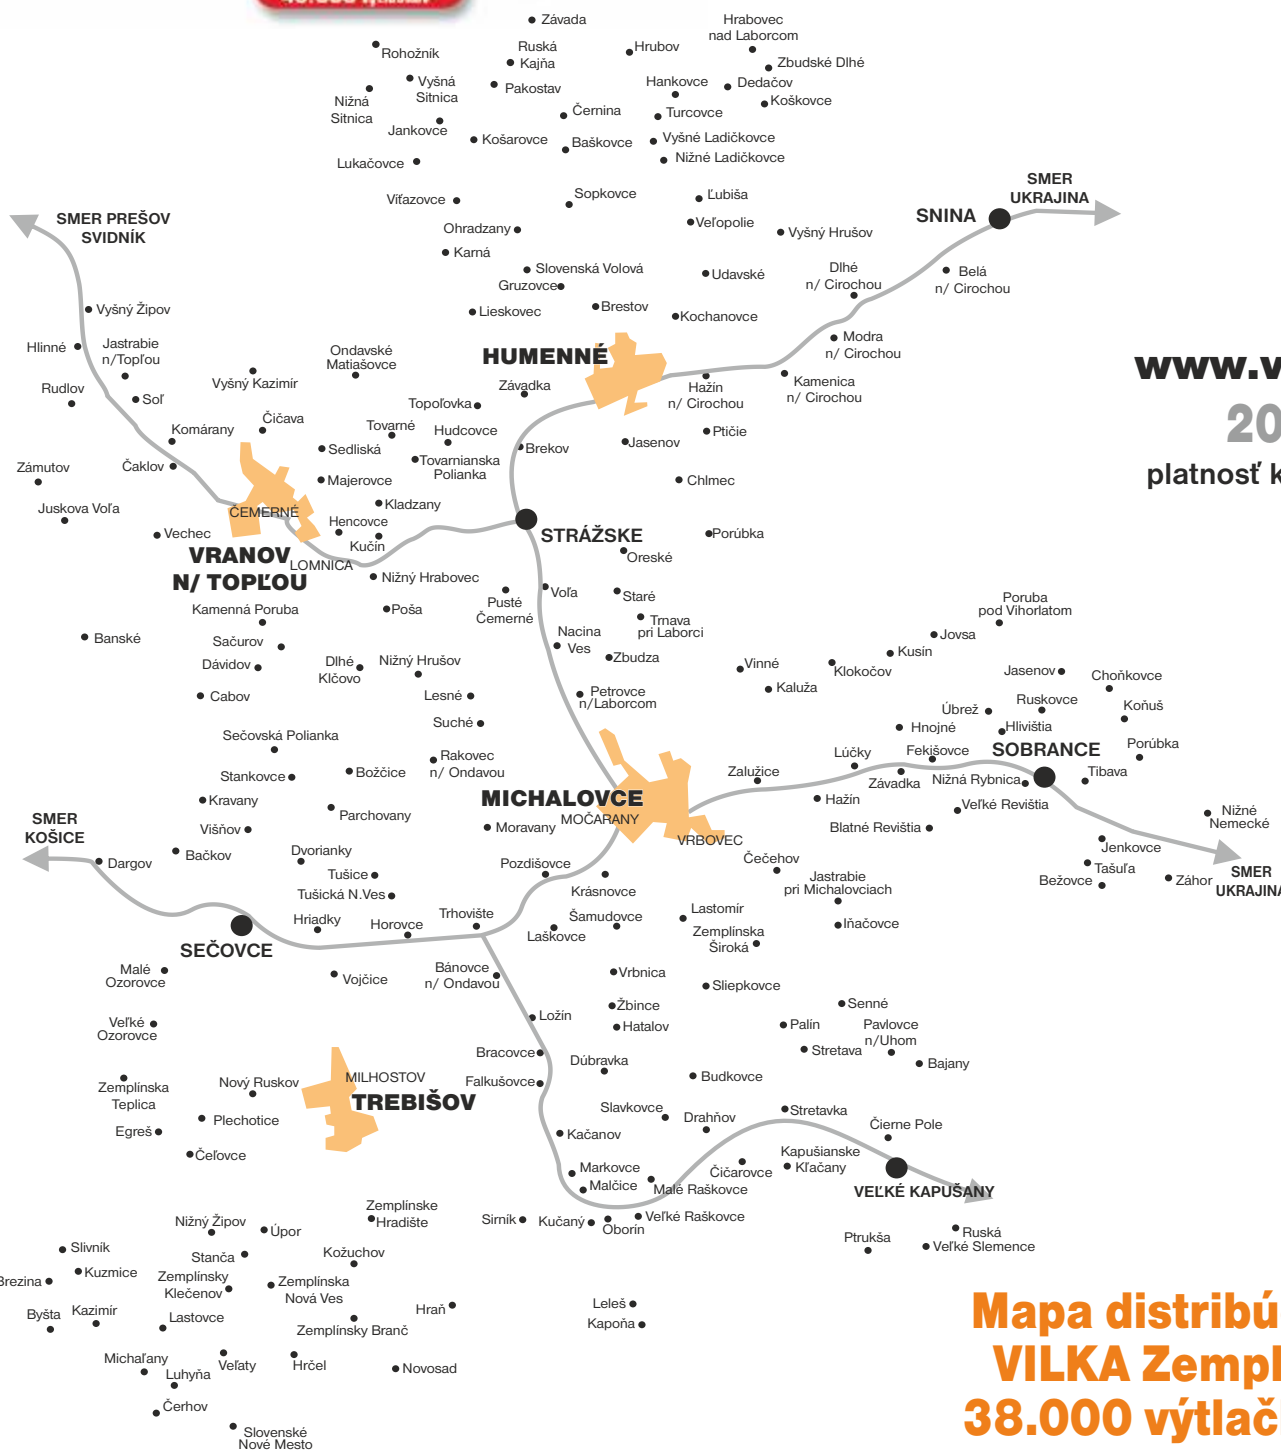 Závada
Hrabovec
nad Laborcom
Rohožník
Ruská
Kajňa
Hrubov
Zbudské Dlhé
Vyšná
Sitnica
Pakostav
Hankovce
Dedačov
Nižná
Sitnica
Koškovce
Černina
Turcovce
Jankovce
Košarovce
Baškovce
Vyšné Ladičkovce
Lukačovce
Nižné Ladičkovce
Víťazovce
Sopkovce
Ľubiša
SMER
UKRAJINA
SNINA
SMER PREŠOV
SVIDNÍK
Ohradzany
Veľopolie
Vyšný Hrušov
Karná
Slovenská Volová
Gruzovce
Udavské
Dlhé
n/ Cirochou
Belá
n/ Cirochou
Vyšný Žipov
Lieskovec
Brestov
Kochanovce
Hlinné
Jastrabie
n/Topľou
Ondavské
Matiašovce
HUMENNÉ
Modra
n/ Cirochou
www.v
Rudlov
Vyšný Kazimír
Závadka
Hažín
n/ Cirochou
Kamenica
n/ Cirochou
Soľ
Topoľovka
20
Čičava
Komárany
Tovarné
Hudcovce
Ptičie
Sedliská
Brekov
Jasenov
Zámutov
Čaklov
Tovarnianska
Polianka
platnosť k
Majerovce
Chlmec
Juskova Voľa
Kladzany
ČEMERNÉ
Hencovce
Vechec
Kučín
STRÁŽSKE
Porúbka
VRANOV
N/ TOPĽOU
LOMNICA
Oreské
Nižný Hrabovec
Kamenná Poruba
Poša
Pusté
Čemerné
Voľa
Staré
Poruba
pod Vihorlatom
Trnava
pri Laborci
Banské
Sačurov
Nacina
Ves
Jovsa
Dávidov
Dlhé
Klčovo
Nižný Hrušov
Zbudza
Vinné
Kusín
Klokočov
Jasenov
Choňkovce
Cabov
Lesné
Petrovce
n/Laborcom
Kaluža
Ruskovce
Koňuš
Úbrež
Suché
Hnojné
Hlivištia
Sečovská Polianka
Rakovec
n/ Ondavou
Lúčky
Fekišovce
SOBRANCE
Porúbka
Stankovce
Božčice
Zalužice
Závadka
Nižná Rybnica
Tibava
Kravany
MICHALOVCE
Hažín
Veľké Revištia
Parchovany
MOČARANY
Nižné
Nemecké
SMER
KOŠICE
Višňov
Moravany
Blatné Revištia
VRBOVEC
Jenkovce
Dargov
Bačkov
Dvorianky
Pozdišovce
Čečehov
Tašuľa
Tušice
Jastrabie
pri Michalovciach
Bežovce
Záhor
SMER
UKRAJINA
Tušická N.Ves
Krásnovce
Hriadky
Horovce
Trhovište
Šamudovce
Lastomír
Iňačovce
Laškovce
Zemplínska
Široká
SEČOVCE
Malé
Ozorovce
Vojčice
Bánovce
n/ Ondavou
Vrbnica
Sliepkovce
Žbince
Senné
Veľké
Ozorovce
Ložín
Hatalov
Palín
Pavlovce
n/Uhom
Bracovce
Dúbravka
Stretava
Bajany
Zemplínska
Teplica
Nový Ruskov
MILHOSTOV
Falkušovce
Budkovce
TREBIŠOV
Slavkovce
Stretavka
Plechotice
Drahňov
Egreš
Kačanov
Čierne Pole
Čeľovce
Markovce
Čičarovce
Kapušianske
Kľačany
Malčice
Malé Raškovce
VEĽKÉ KAPUŠANY
Zemplínske
Hradište
Nižný Žipov
Sirník
Kučaný
Oborín
Veľké Raškovce
Úpor
Ruská
Ptrukša
Slivník
Stanča
Kožuchov
Veľké Slemence
Kuzmice
Brezina
Zemplínsky
Klečenov
Zemplínska
Nová Ves
Byšta
Kazimír
Lastovce
Hraň
Leleš
Kapoňa
Zemplínsky Branč
Mapa distribú
Michaľany
Veľaty
Hrčel
Novosad
VILKA Zempl
Luhyňa
Čerhov
38.000 výtlač
Slovenské
Nové Mesto